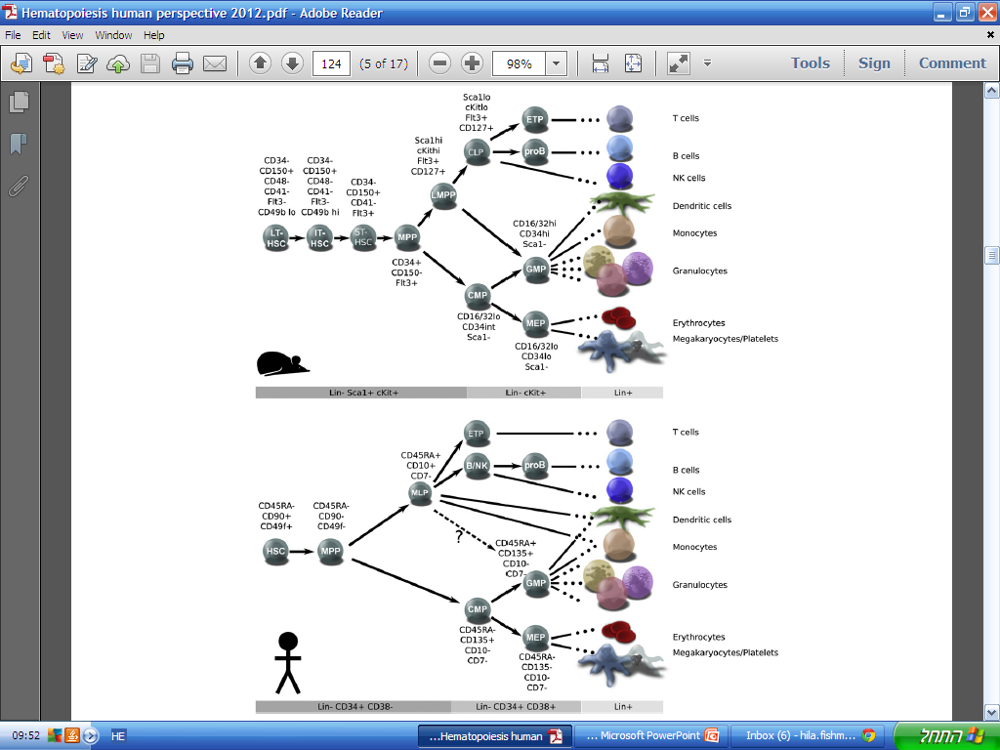 Hematopoiesis human perspective 2012.pdf - Adobe Reader
File Edit View Window Help
124 (5 of 17) 98% Tools Sign Comment
Sca1lo
cKitlo
Flt3+
CD127+
ETP
T cells
Sca1hi
cKithi
Flt3+
CD127+
CLP
proB
B cells
NK cells
CD34-
CD150+
CD48-
CD41-
Flt3-
CD49b lo
CD34-
CD150+
CD48-
CD41-
Flt3-
CD49b hi
CD34-
CD150+
CD41-
Flt3+
LMPP
Dendritic cells
LT-
HSC
IT-
HSC
ST-
HSC
MPP
CD16/32hi
CD34hi
Sca1-
Monocytes
CD34+
CD150-
Flt3+
GMP
Granulocytes
CMP
CD16/32lo
CD34int
Sca1-
MEP
CD16/32lo
CD34lo
Sca1-
Erythrocytes
Megakaryocytes/Platelets
Lin- Sca1+ cKit+ Lin- cKit+ Lin+
ETP
T cells
CD45RA+
CD10+
CD7-
B/NK
proB
B cells
MLP
NK cells
CD45RA-
CD90+
CD49f+
CD45RA-
CD90-
CD49f-
Dendritic cells
?
HSC
MPP
CD45RA+
CD135+
CD10-
CD7-
Monocytes
GMP
Granulocytes
CMP
CD45RA-
CD135+
CD10-
CD7-
MEP
CD45RA-
CD135-
CD10-
CD7-
Erythrocytes
Megakaryocytes/Platelets
Lin- CD34+ CD38- Lin- CD34+ CD38+ Lin+
09:52 HE ...Hematopoiesis human ... Microsoft PowerPoint Inbox (6) - hila.fishm... התחל